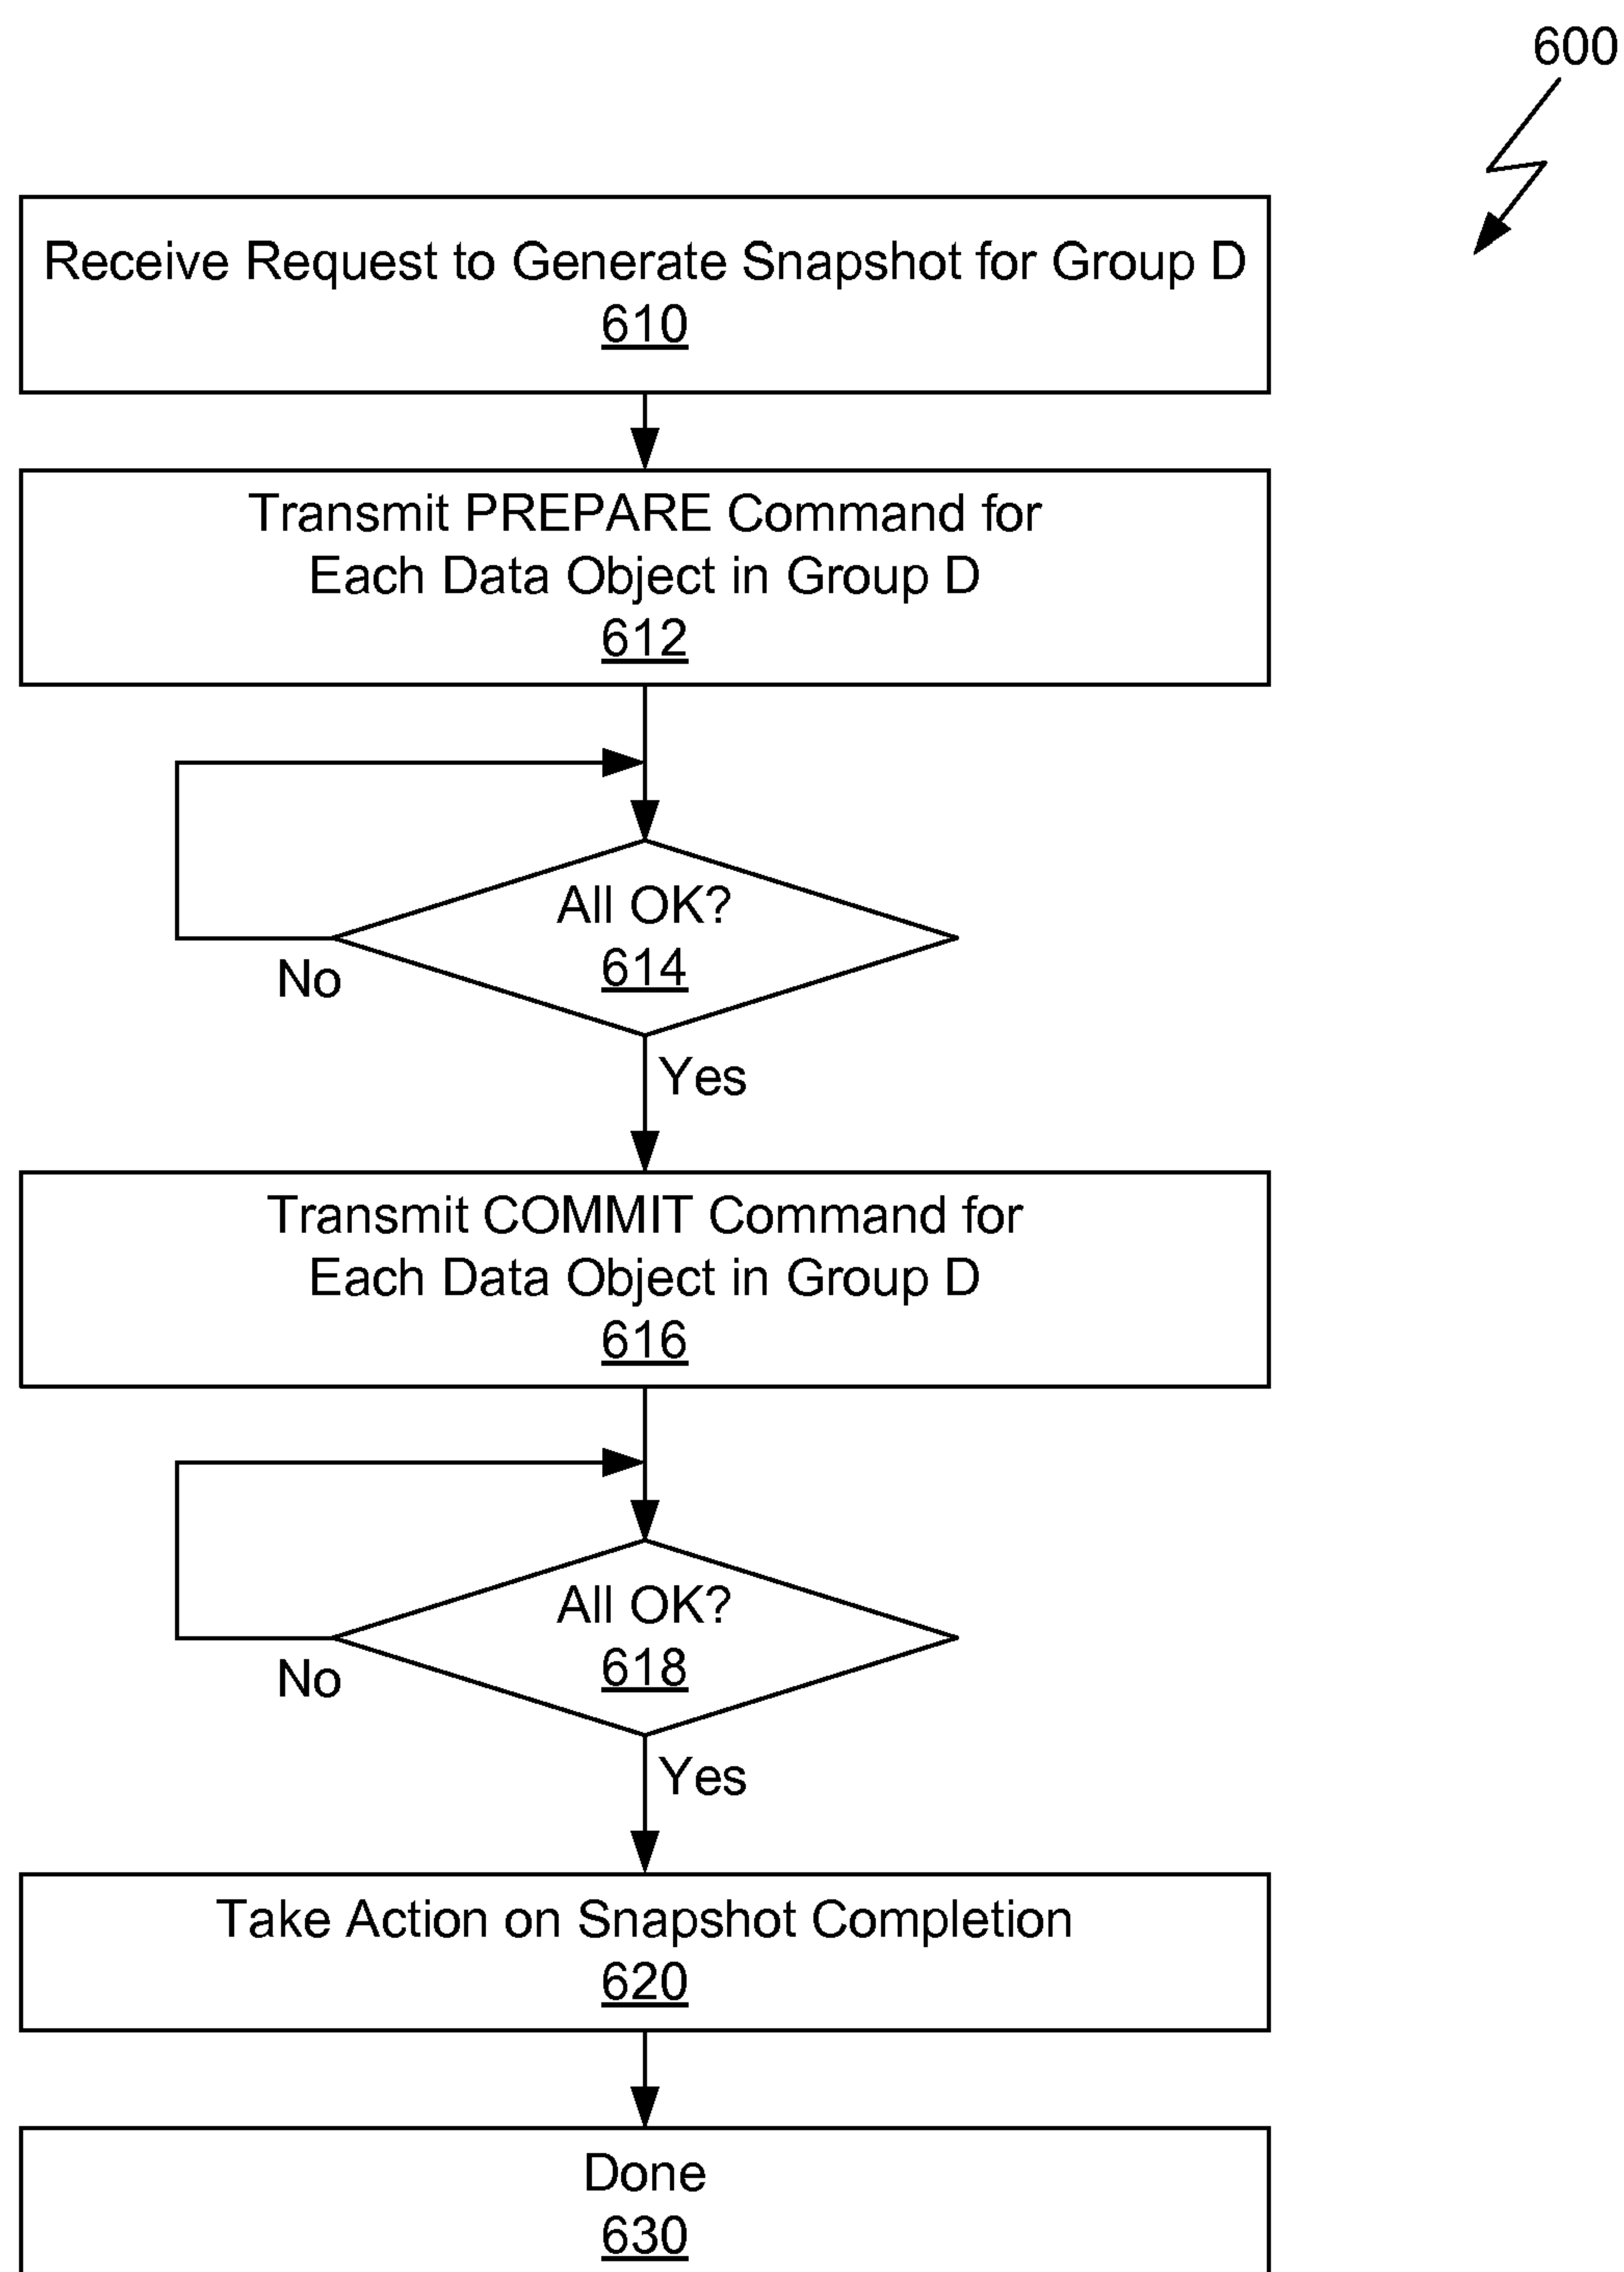 600
Receive Request to Generate Snapshot for Group D
610
Transmit PREPARE Command for
Each Data Object in Group D
612
All OK?
614
No
Yes
Transmit COMMIT Command for
Each Data Object in Group D
616
All OK?
618
No
Yes
Take Action on Snapshot Completion
620
Done
630